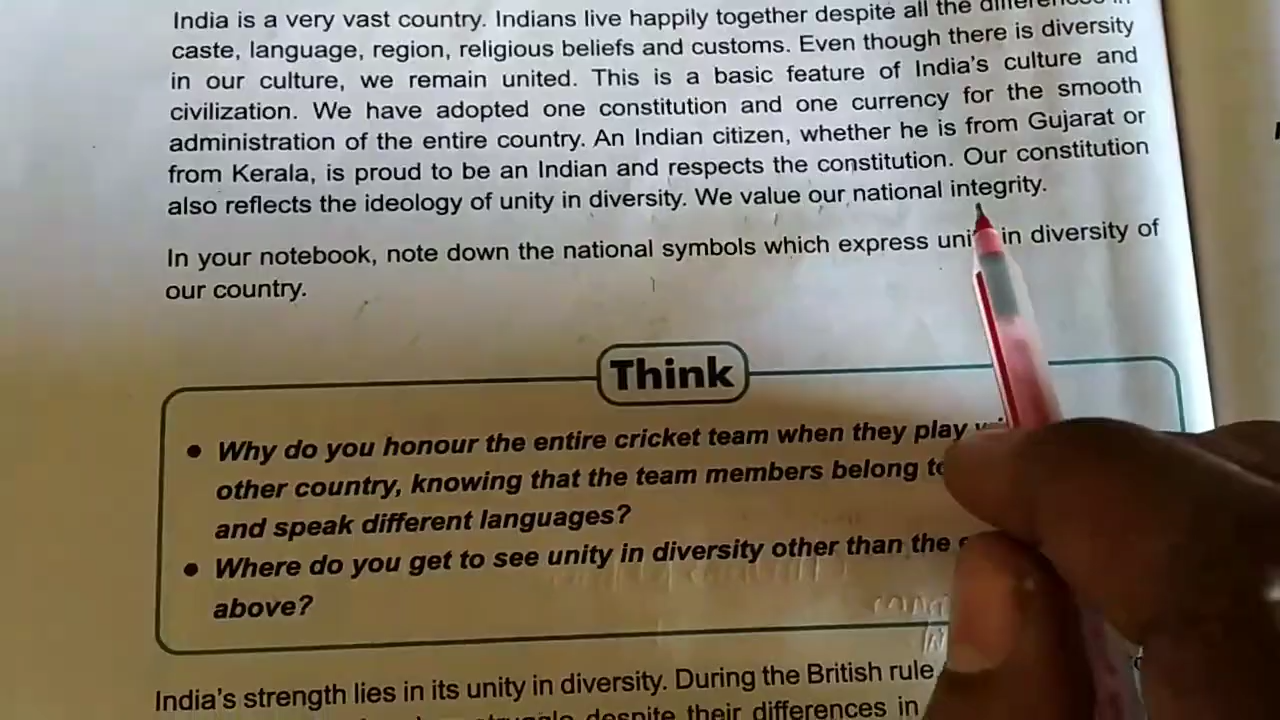 India is a very vast country. Indians live happily together despite all the differences in
caste, language, region, religious beliefs and customs. Even though there is diversity
in our culture, we remain united. This is a basic feature of India's culture and
civilization. We have adopted one constitution and one currency for the smooth
administration of the entire country. An Indian citizen, whether he is from Gujarat or
from Kerala, is proud to be an Indian and respects the constitution. Our constitution
also reflects the ideology of unity in diversity. We value our national integrity.
In your notebook, note down the national symbols which express unity in diversity of
our country.
Think
• Why do you honour the entire cricket team when they play
other country, knowing that the team members belong
and speak different languages?
• Where do you get to see unity in diversity other than the
above?
India's strength lies in its unity in diversity. During the British rule
despite their differences in